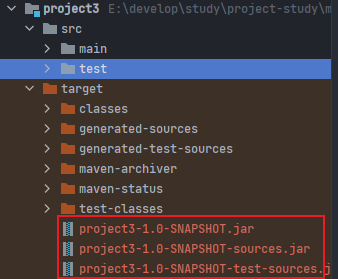 project3 E:\develop\study\project-study\m
src
main
test
target
classes
generated-sources
generated-test-sources
maven-archiver
maven-status
test-classes
project3-1.0-SNAPSHOT.jar
project3-1.0-SNAPSHOT-sources.jar
project3-1.0-SNAPSHOT-test-sources.j